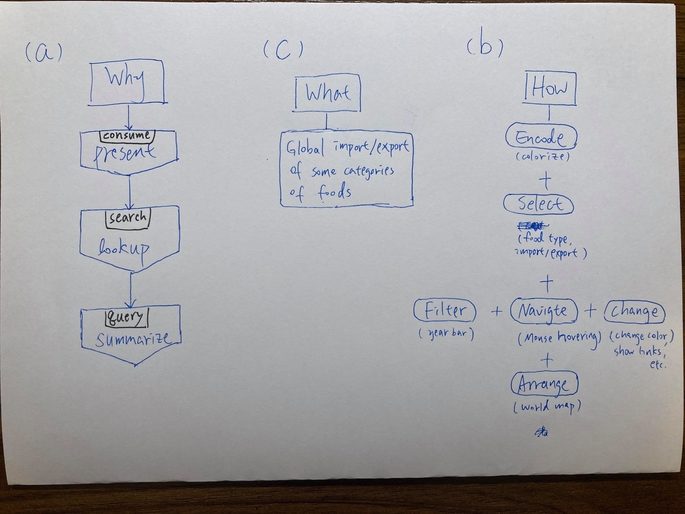 (a)
Why
consume
present
search
lookup
query
summarize
(C)
What
Global import/export
of some categories
of foods
(b)
How
Encode
(colorize)
+
Select
(food type,
import/export)
+
Filter + Navigte + change
(year bar) (Mouse hovering) (change color,
show links,
etc.
+
Arrange
(world map)